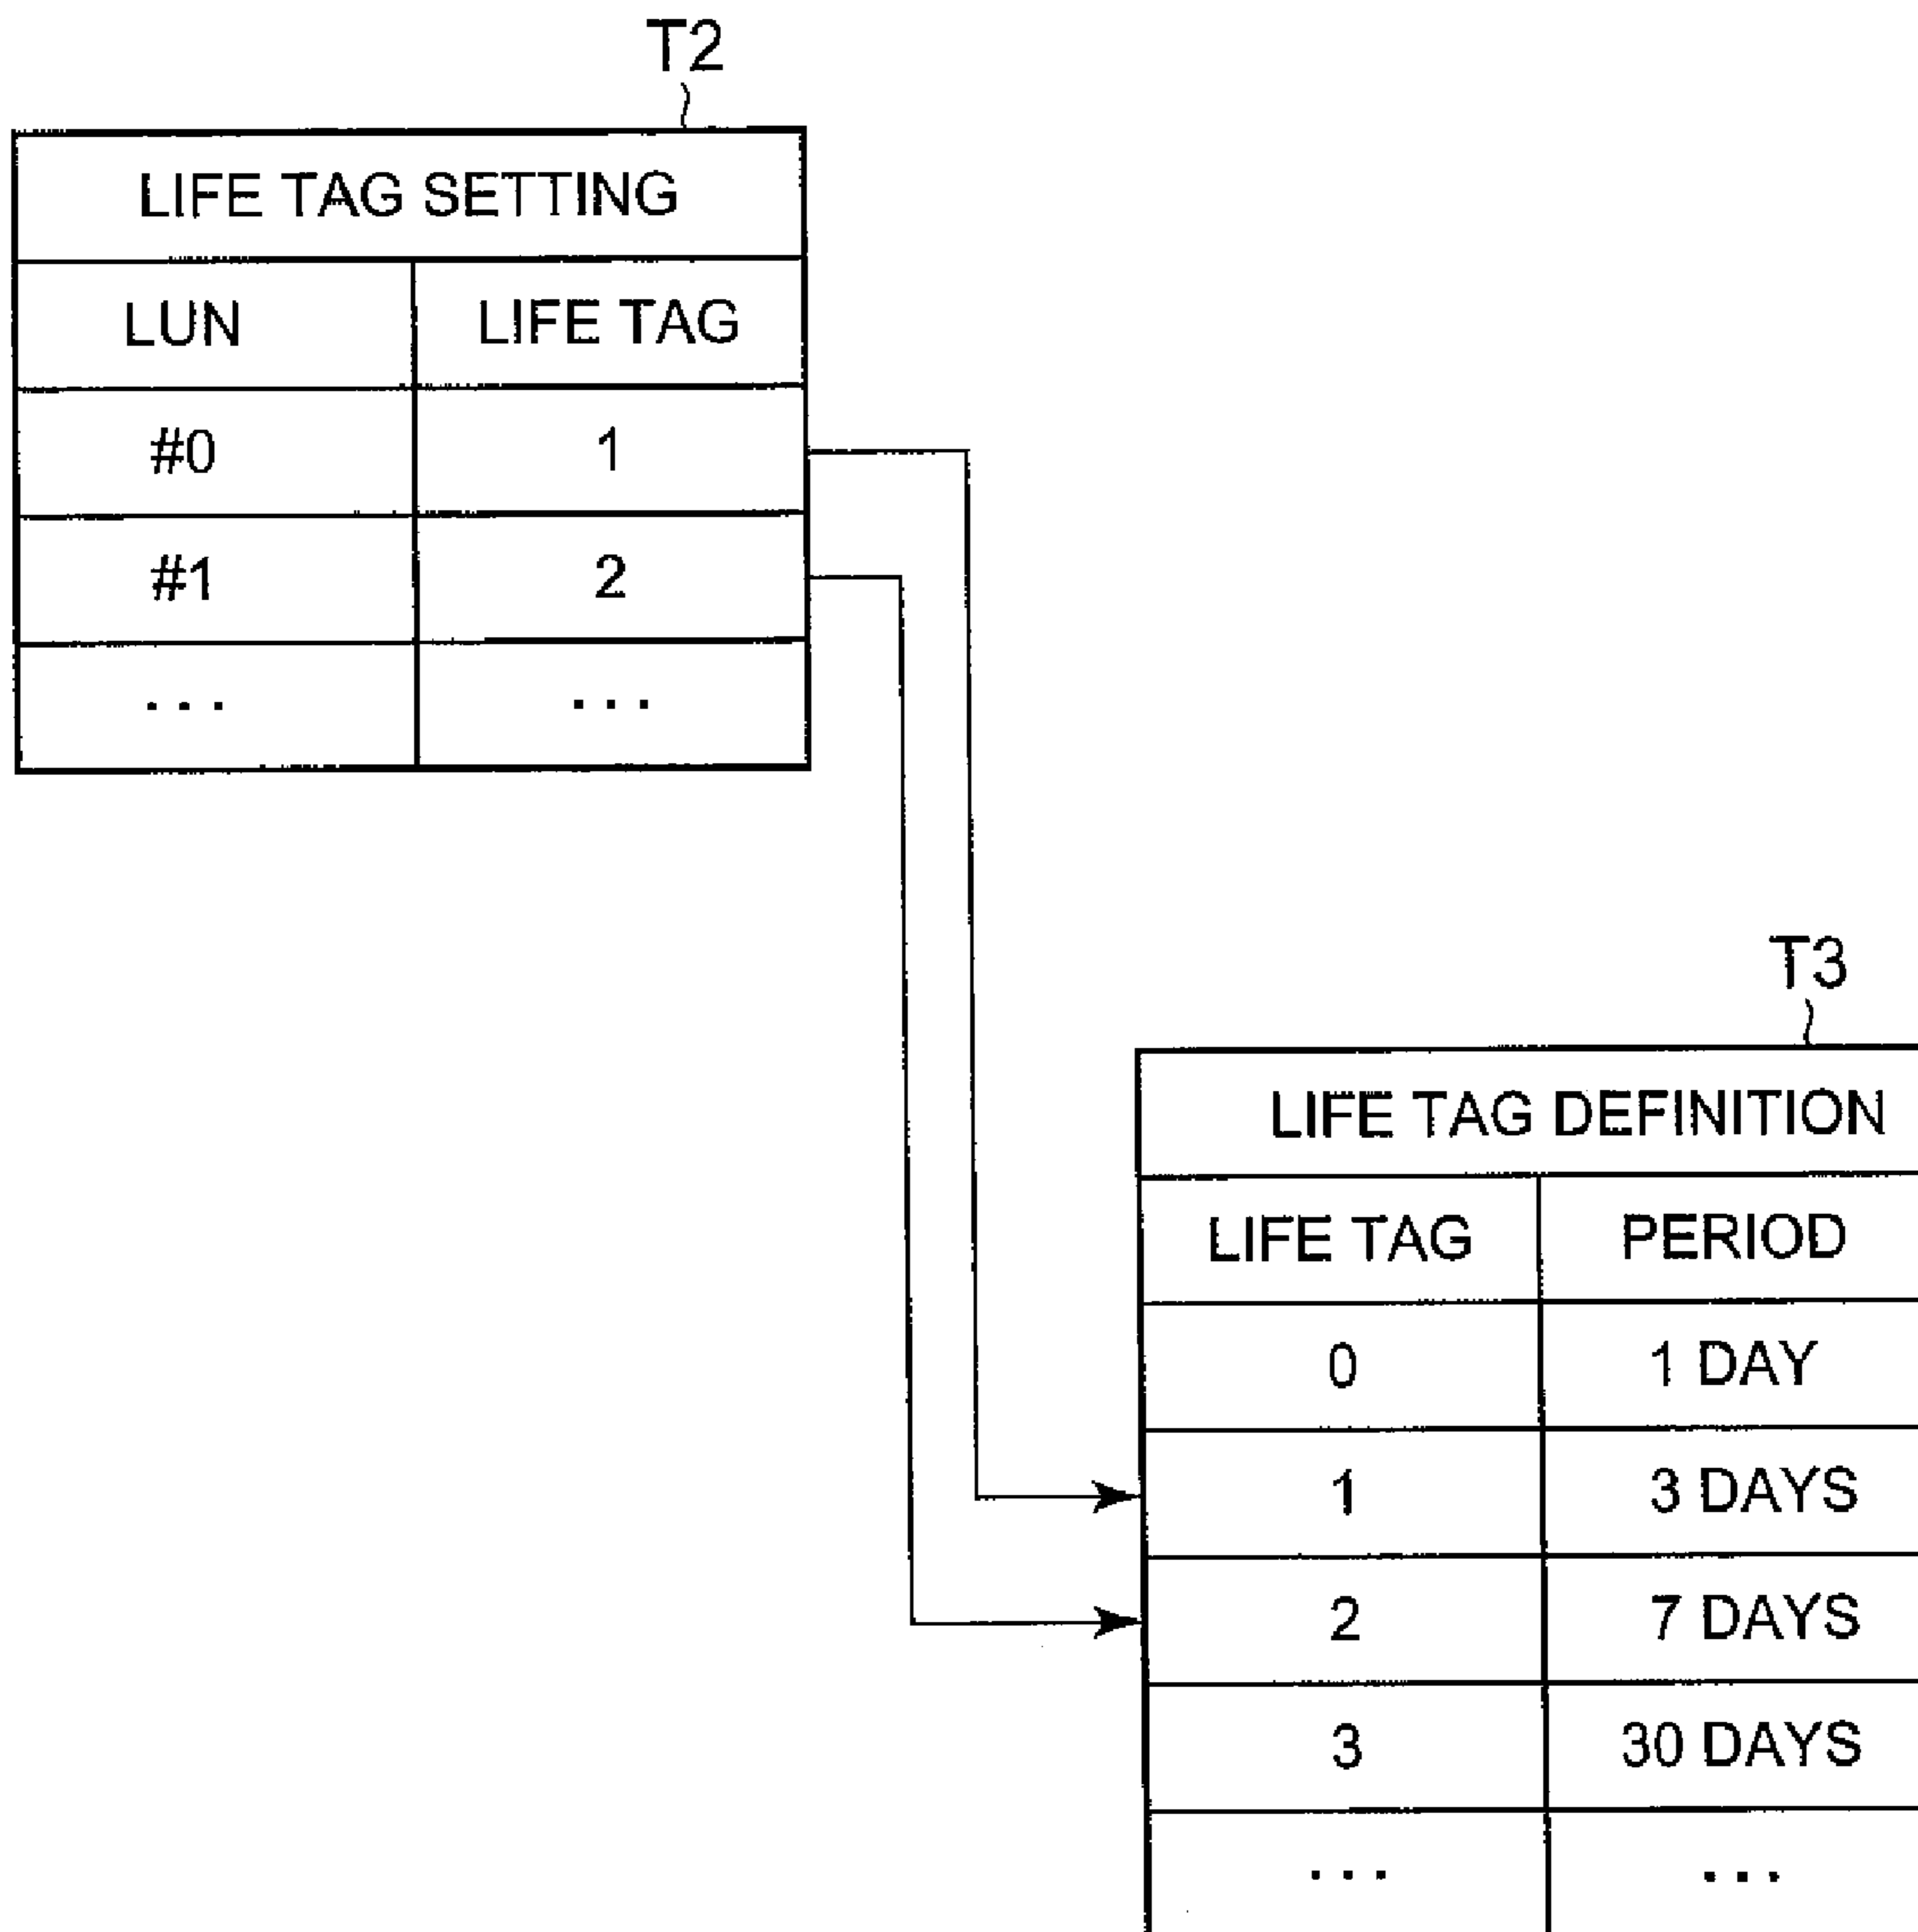 T2
LIFE TAG SETTING
LUN LIFE TAG
#0 1
#1 2
... ...
T3
LIFE TAG DEFINITION
LIFE TAG PERIOD
0 1 DAY
1 3 DAYS
2 7 DAYS
3 30 DAYS
... ...